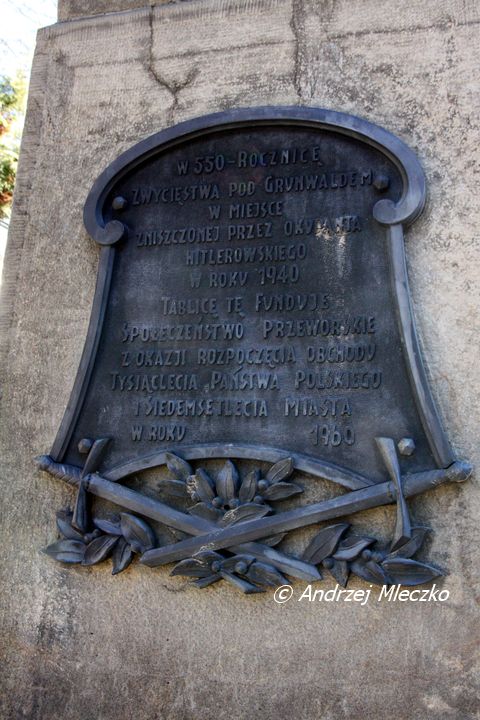 W 550-ROCZNICĘ
ZWYCIĘSTWA POD GRUNWALDEM
W MIEJSCE
ZNISZCZONEJ PRZEZ OKUPANTA
HITLEROWSKIEGO
W ROKU 1940
TABLICĘ TĘ FUNDUJE
SPOŁECZEŃSTWO PRZEWORSKIE
Z OKAZJI ROZPOCZĘCIA OBCHODU
TYSIĄCLECIA PAŃSTWA POLSKIEGO
I SIEDEMSETLECIA MIASTA
W ROKU 1960
© Andrzej Mleczko